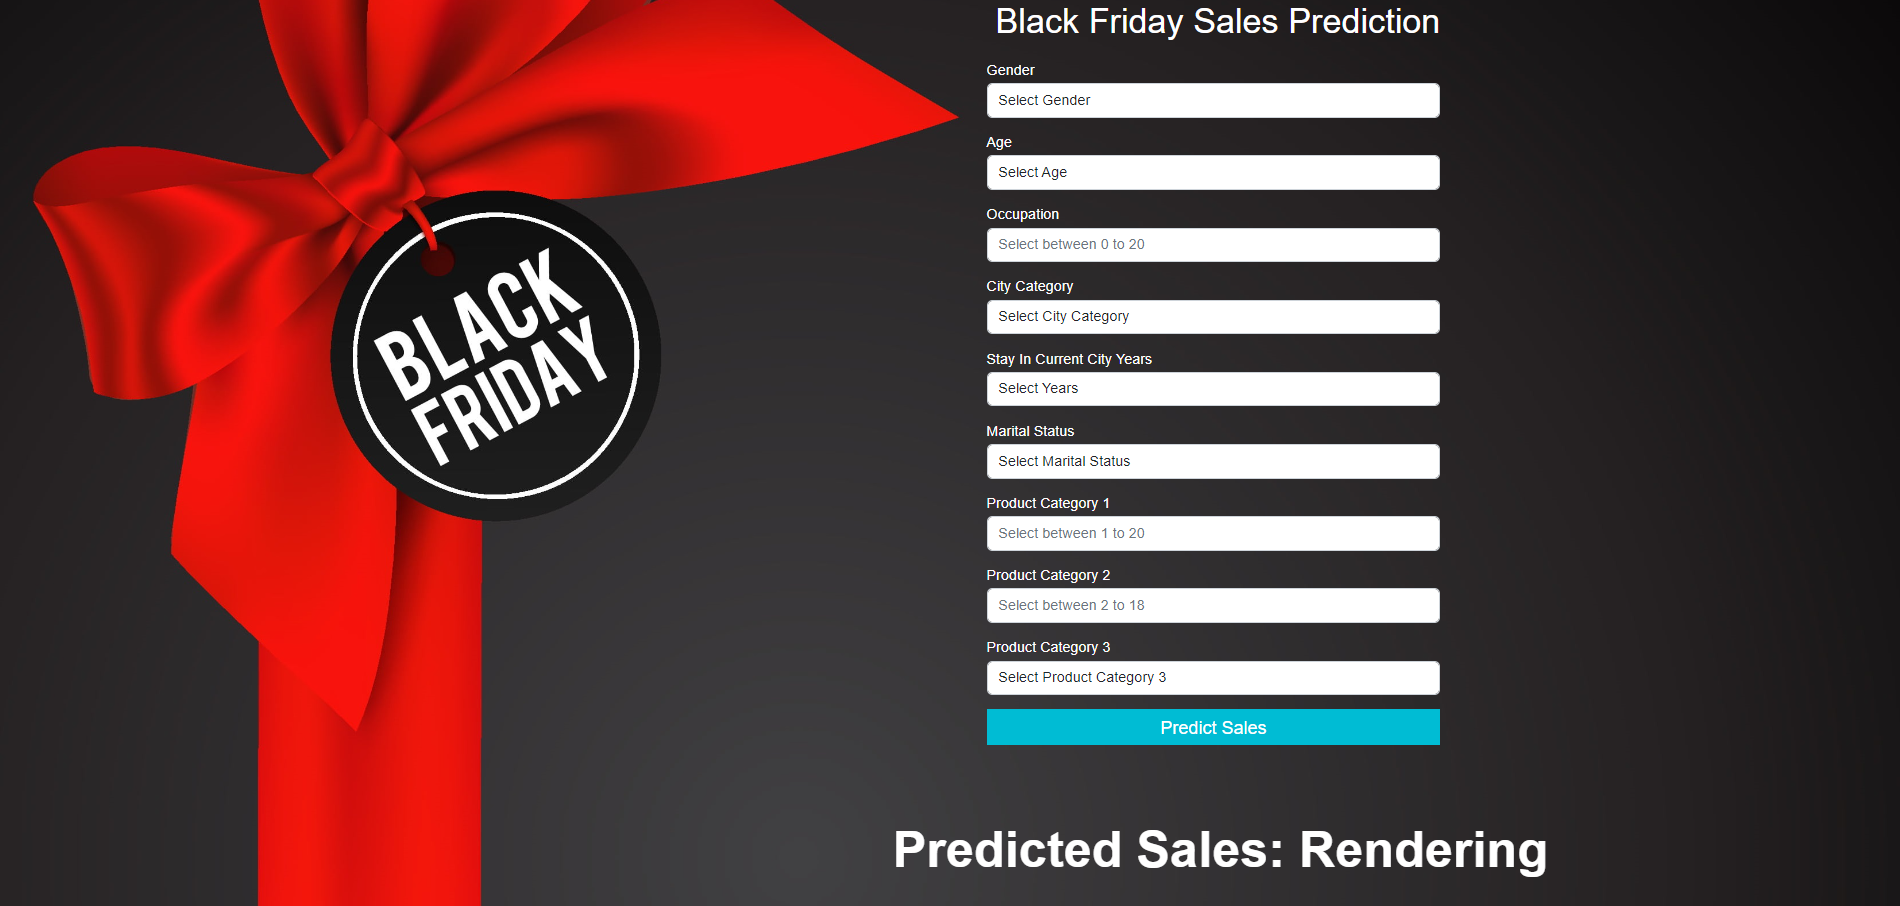 Black Friday Sales Prediction
Gender
Select Gender
Age
Select Age
Occupation
Select between 0 to 20
City Category
Select City Category
Stay In Current City Years
Select Years
Marital Status
Select Marital Status
Product Category 1
Select between 1 to 20
Product Category 2
Select between 2 to 18
Product Category 3
Select Product Category 3
Predict Sales
Predicted Sales: Rendering
BLACK
FRIDAY